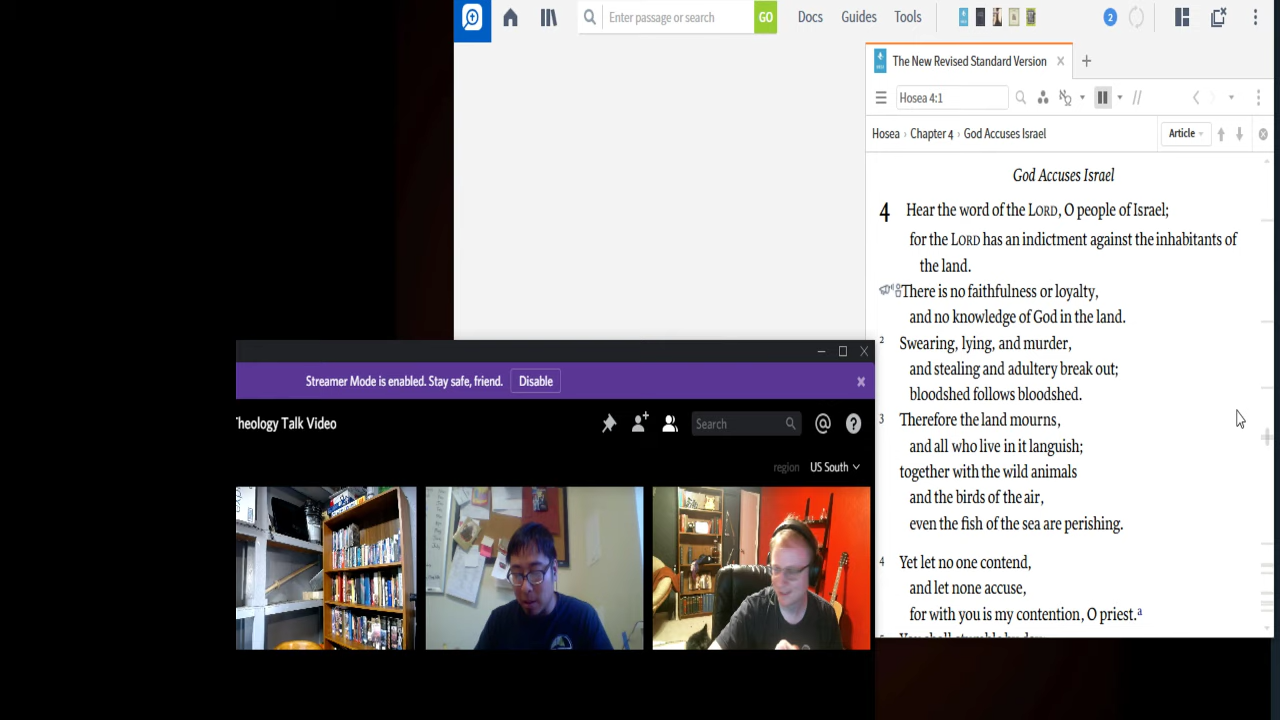 Enter passage or search
GO
Docs
Guides
Tools
2
The New Revised Standard Version
Hosea 4:1
Hosea › Chapter 4 › God Accuses Israel
Article
God Accuses Israel
4 Hear the word of the LORD, O people of Israel;
for the LORD has an indictment against the inhabitants of
the land.
There is no faithfulness or loyalty,
and no knowledge of God in the land.
2 Swearing, lying, and murder,
and stealing and adultery break out;
bloodshed follows bloodshed.
3 Therefore the land mourns,
and all who live in it languish;
together with the wild animals
and the birds of the air,
even the fish of the sea are perishing.
4 Yet let no one contend,
and let none accuse,
for with you is my contention, O priest.a
Streamer Mode is enabled. Stay safe, friend.
Disable
Theology Talk Video
Search
region
US South